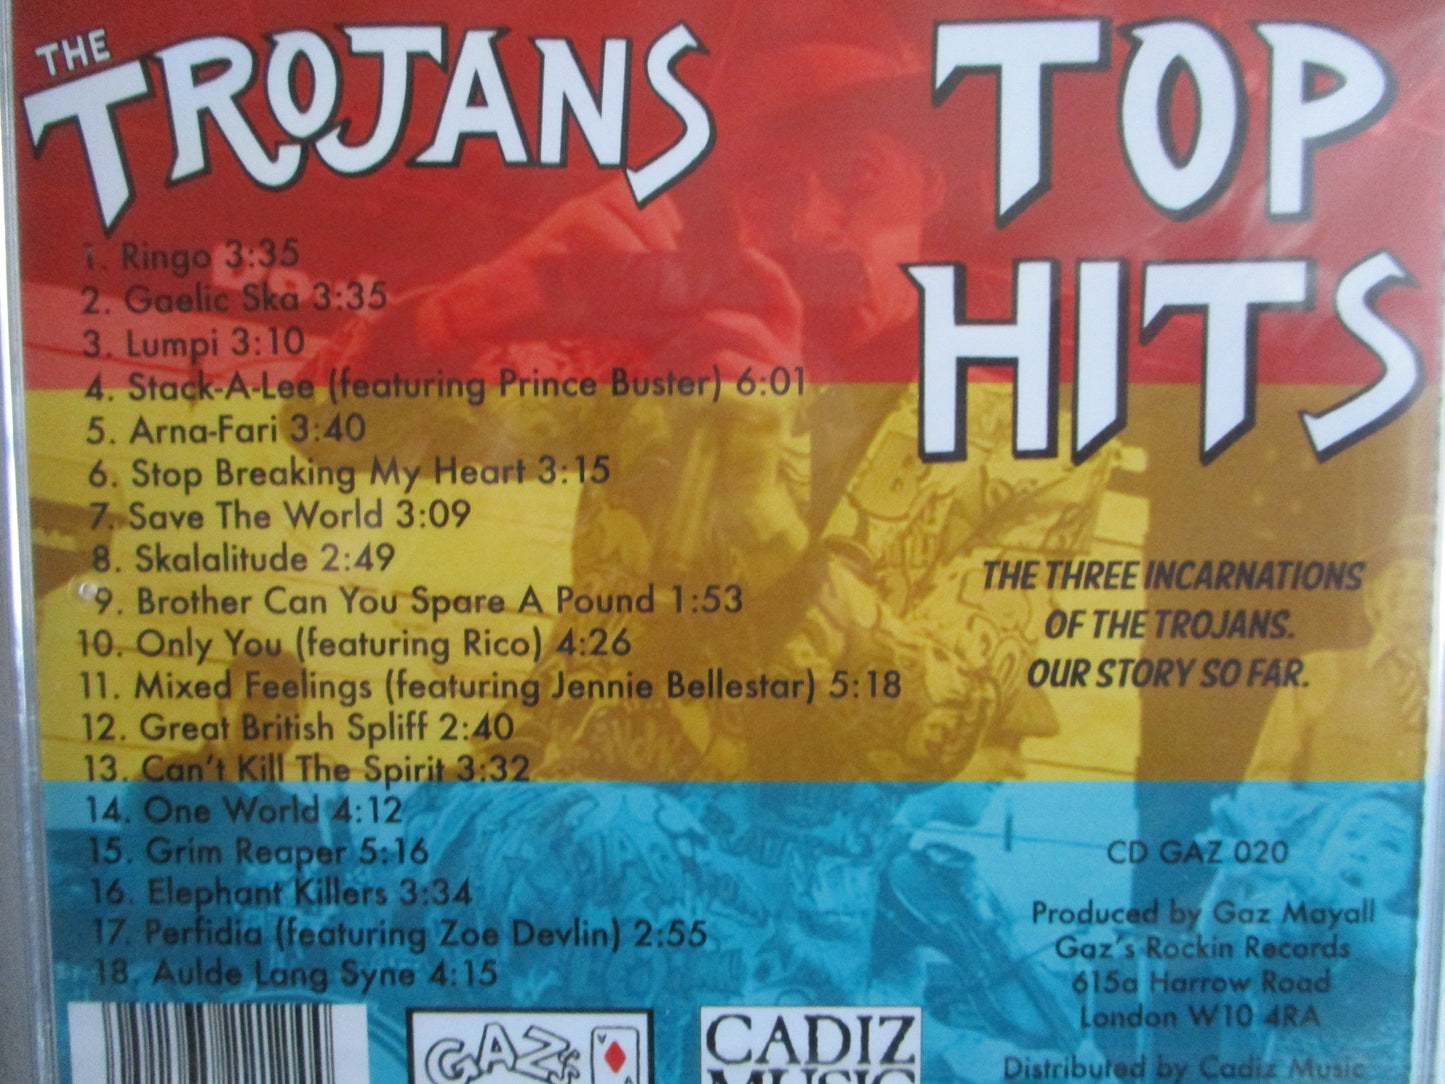 THE
TROJANS
TOP
HITS
1. Ringo 3:35
2. Gaelic Ska 3:35
3. Lumpi 3:10
4. Stack-A-Lee (featuring Prince Buster) 6:01
5. Arna-Fari 3:40
6. Stop Breaking My Heart 3:15
7. Save The World 3:09
8. Skalalitude 2:49
9. Brother Can You Spare A Pound 1:53
10. Only You (featuring Rico) 4:26
11. Mixed Feelings (featuring Jennie Bellestar) 5:18
12. Great British Spliff 2:40
13. Can't Kill The Spirit 3:32
14. One World 4:12
15. Grim Reaper 5:16
16. Elephant Killers 3:34
17. Perfidia (featuring Zoe Devlin) 2:55
18. Aulde Lang Syne 4:15
THE THREE INCARNATIONS
OF THE TROJANS.
OUR STORY SO FAR.
CD GAZ 020
Produced by Gaz Mayall
Gaz's Rockin Records
615a Harrow Road
London W10 4RA
Distributed by Cadiz Music
GAZ's
CADIZ
MUSIC